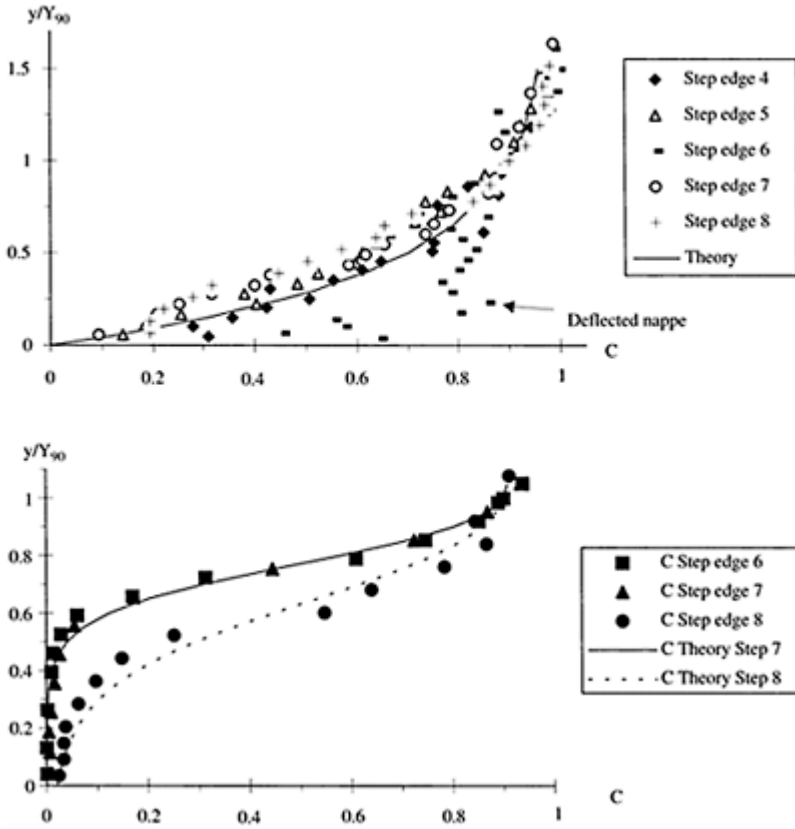 y/Y90
1.5
1
0.5
0
0
0.2
0.4
0.6
0.8
1
C
Deflected nappe
Step edge 4
Step edge 5
Step edge 6
Step edge 7
Step edge 8
Theory
y/Y90
1
0.8
0.6
0.4
0.2
0
0
0.2
0.4
0.6
0.8
1
C
C Step edge 6
C Step edge 7
C Step edge 8
C Theory Step 7
C Theory Step 8